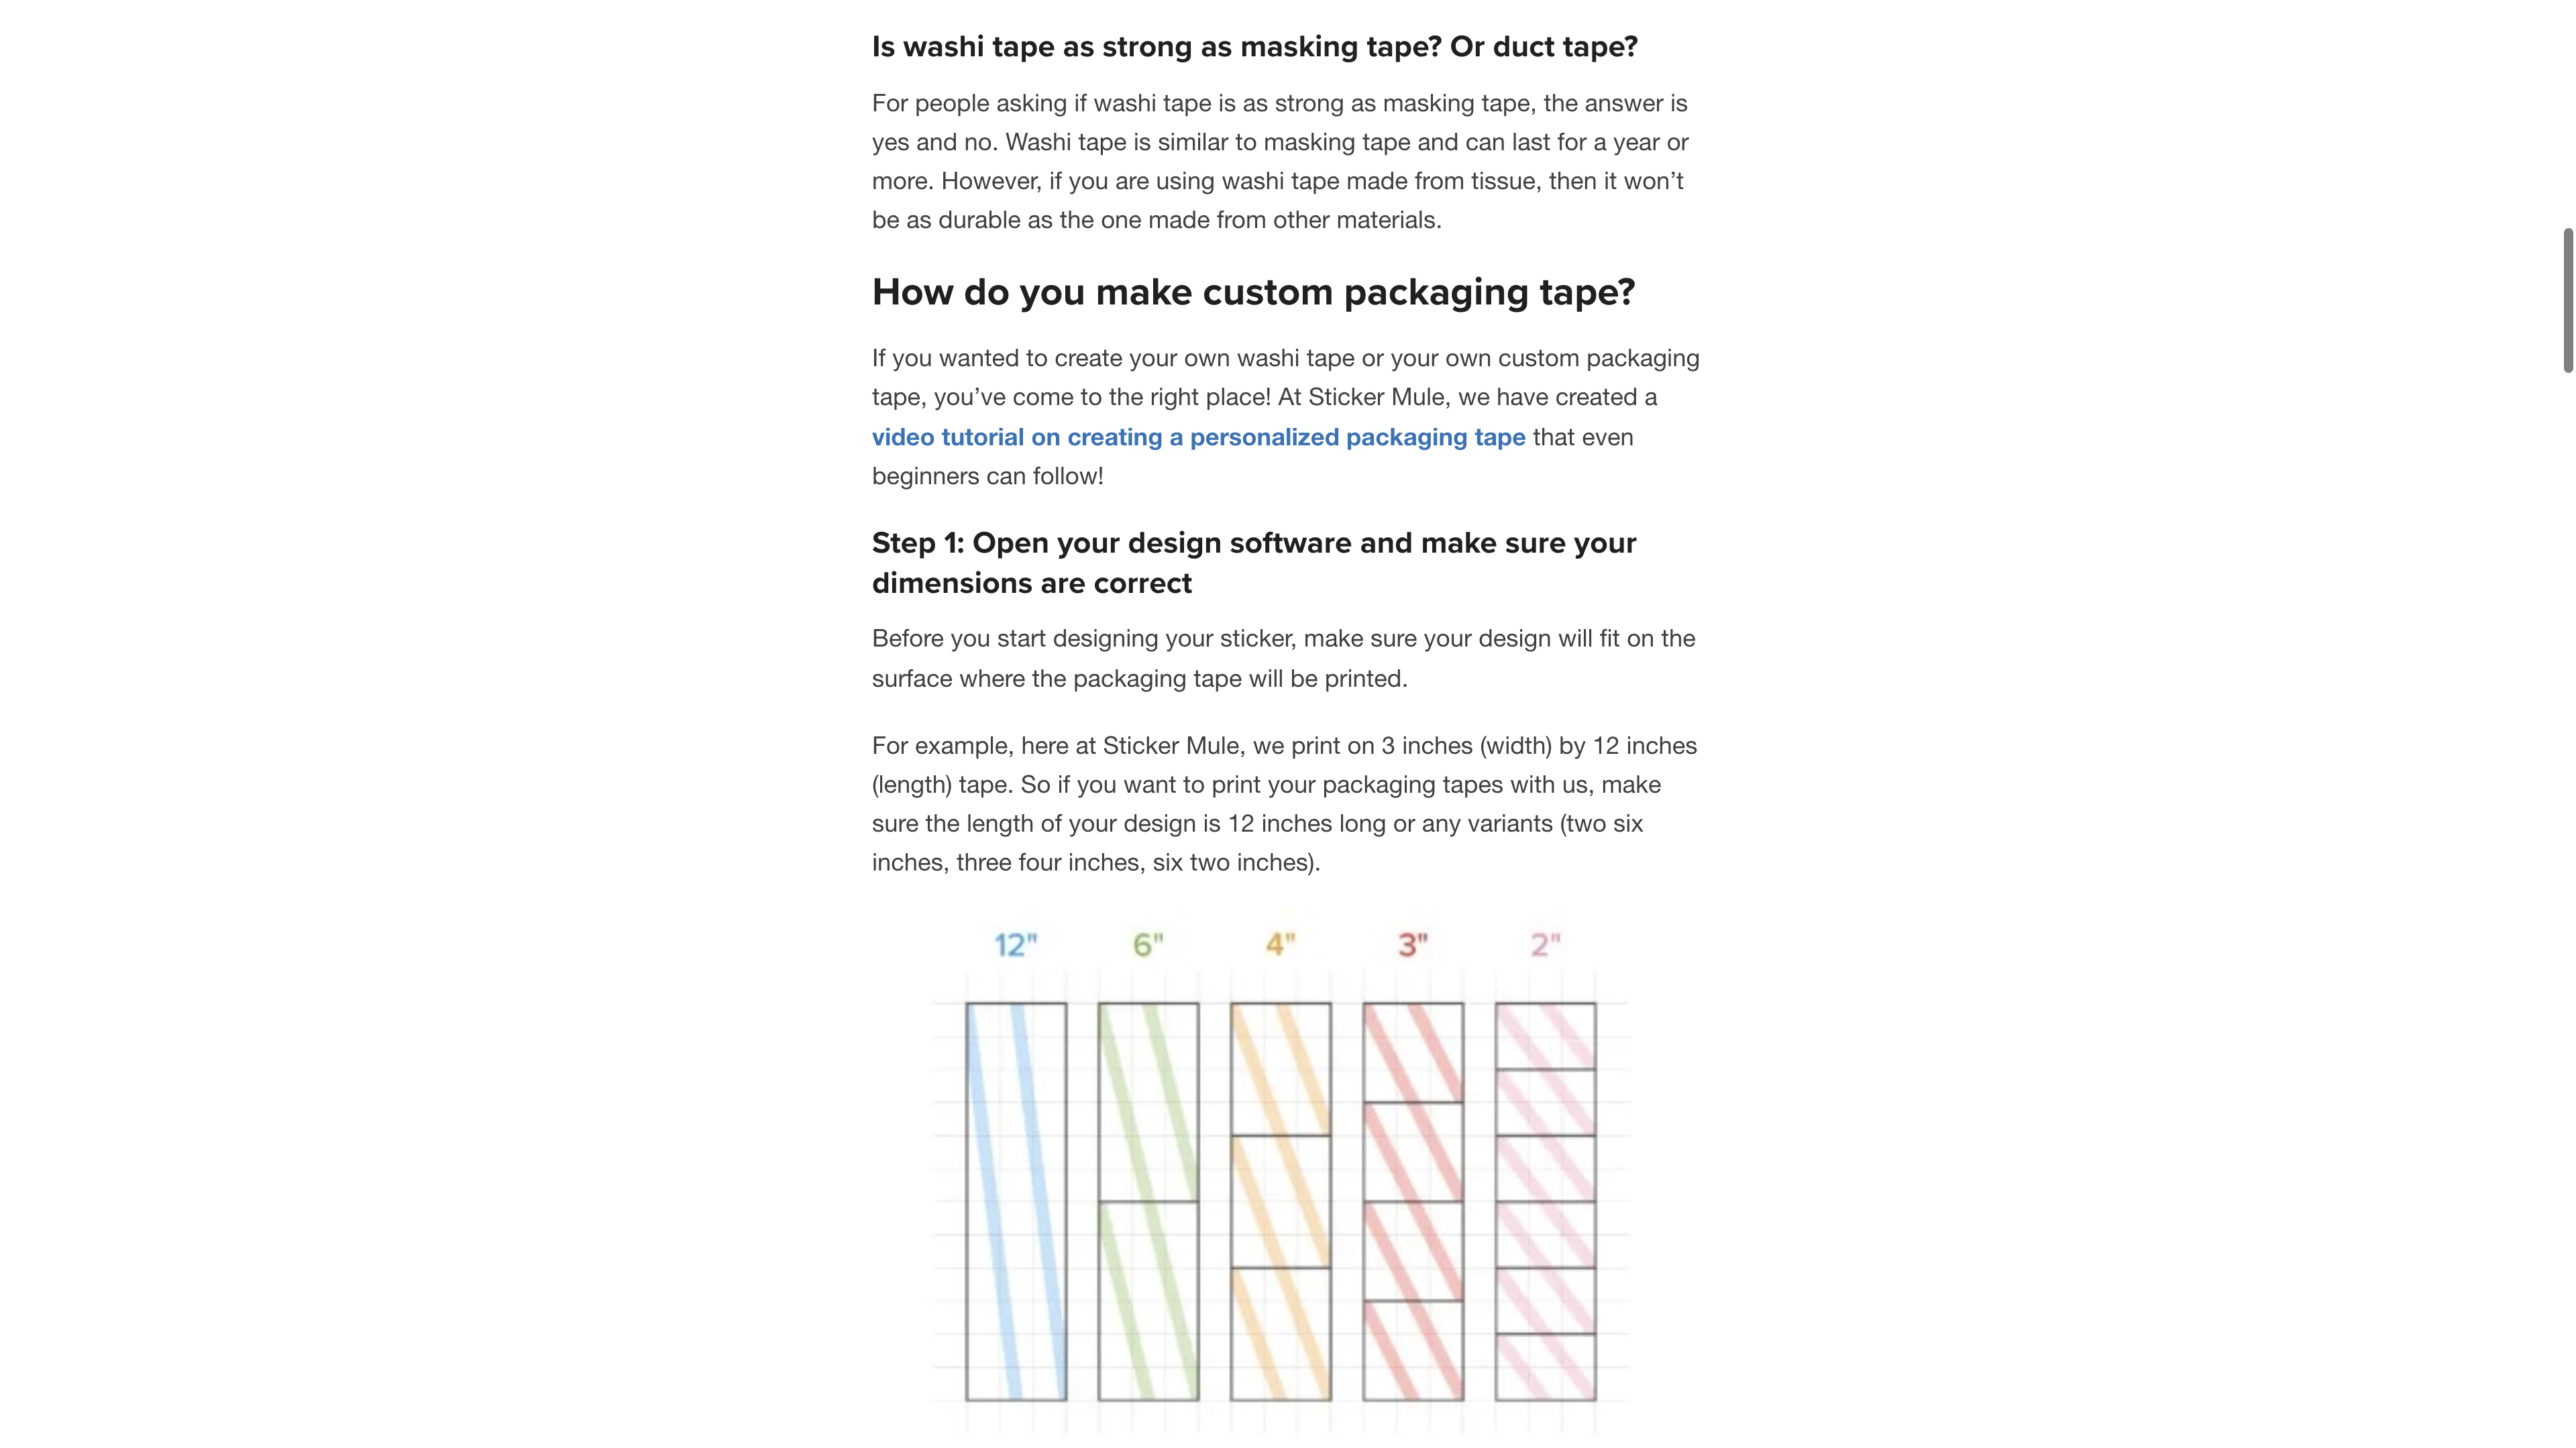 Is washi tape as strong as masking tape? Or duct tape?
For people asking if washi tape is as strong as masking tape, the answer is
yes and no. Washi tape is similar to masking tape and can last for a year or
more. However, if you are using washi tape made from tissue, then it won’t
be as durable as the one made from other materials.
How do you make custom packaging tape?
If you wanted to create your own washi tape or your own custom packaging
tape, you’ve come to the right place! At Sticker Mule, we have created a
video tutorial on creating a personalized packaging tape that even
beginners can follow!
Step 1: Open your design software and make sure your
dimensions are correct
Before you start designing your sticker, make sure your design will fit on the
surface where the packaging tape will be printed.
For example, here at Sticker Mule, we print on 3 inches (width) by 12 inches
(length) tape. So if you want to print your packaging tapes with us, make
sure the length of your design is 12 inches long or any variants (two six
inches, three four inches, six two inches).
12" 6" 4" 3" 2"